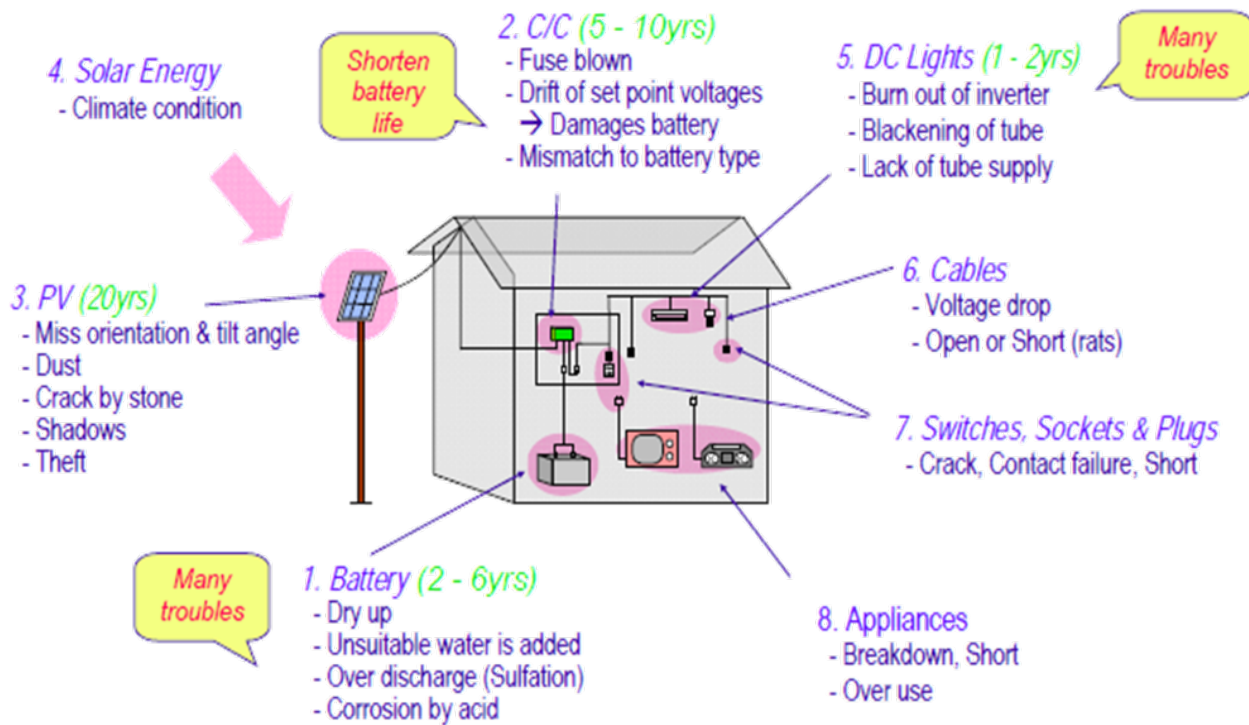 4. Solar Energy
- Climate condition
Shorten
battery
life
2. C/C (5 - 10yrs)
- Fuse blown
- Drift of set point voltages
→ Damages battery
- Mismatch to battery type
5. DC Lights (1 - 2yrs)
- Burn out of inverter
- Blackening of tube
- Lack of tube supply
Many
troubles
3. PV (20yrs)
- Miss orientation & tilt angle
- Dust
- Crack by stone
- Shadows
- Theft
6. Cables
- Voltage drop
- Open or Short (rats)
7. Switches, Sockets & Plugs
- Crack, Contact failure, Short
Many
troubles
1. Battery (2 - 6yrs)
- Dry up
- Unsuitable water is added
- Over discharge (Sulfation)
- Corrosion by acid
8. Appliances
- Breakdown, Short
- Over use